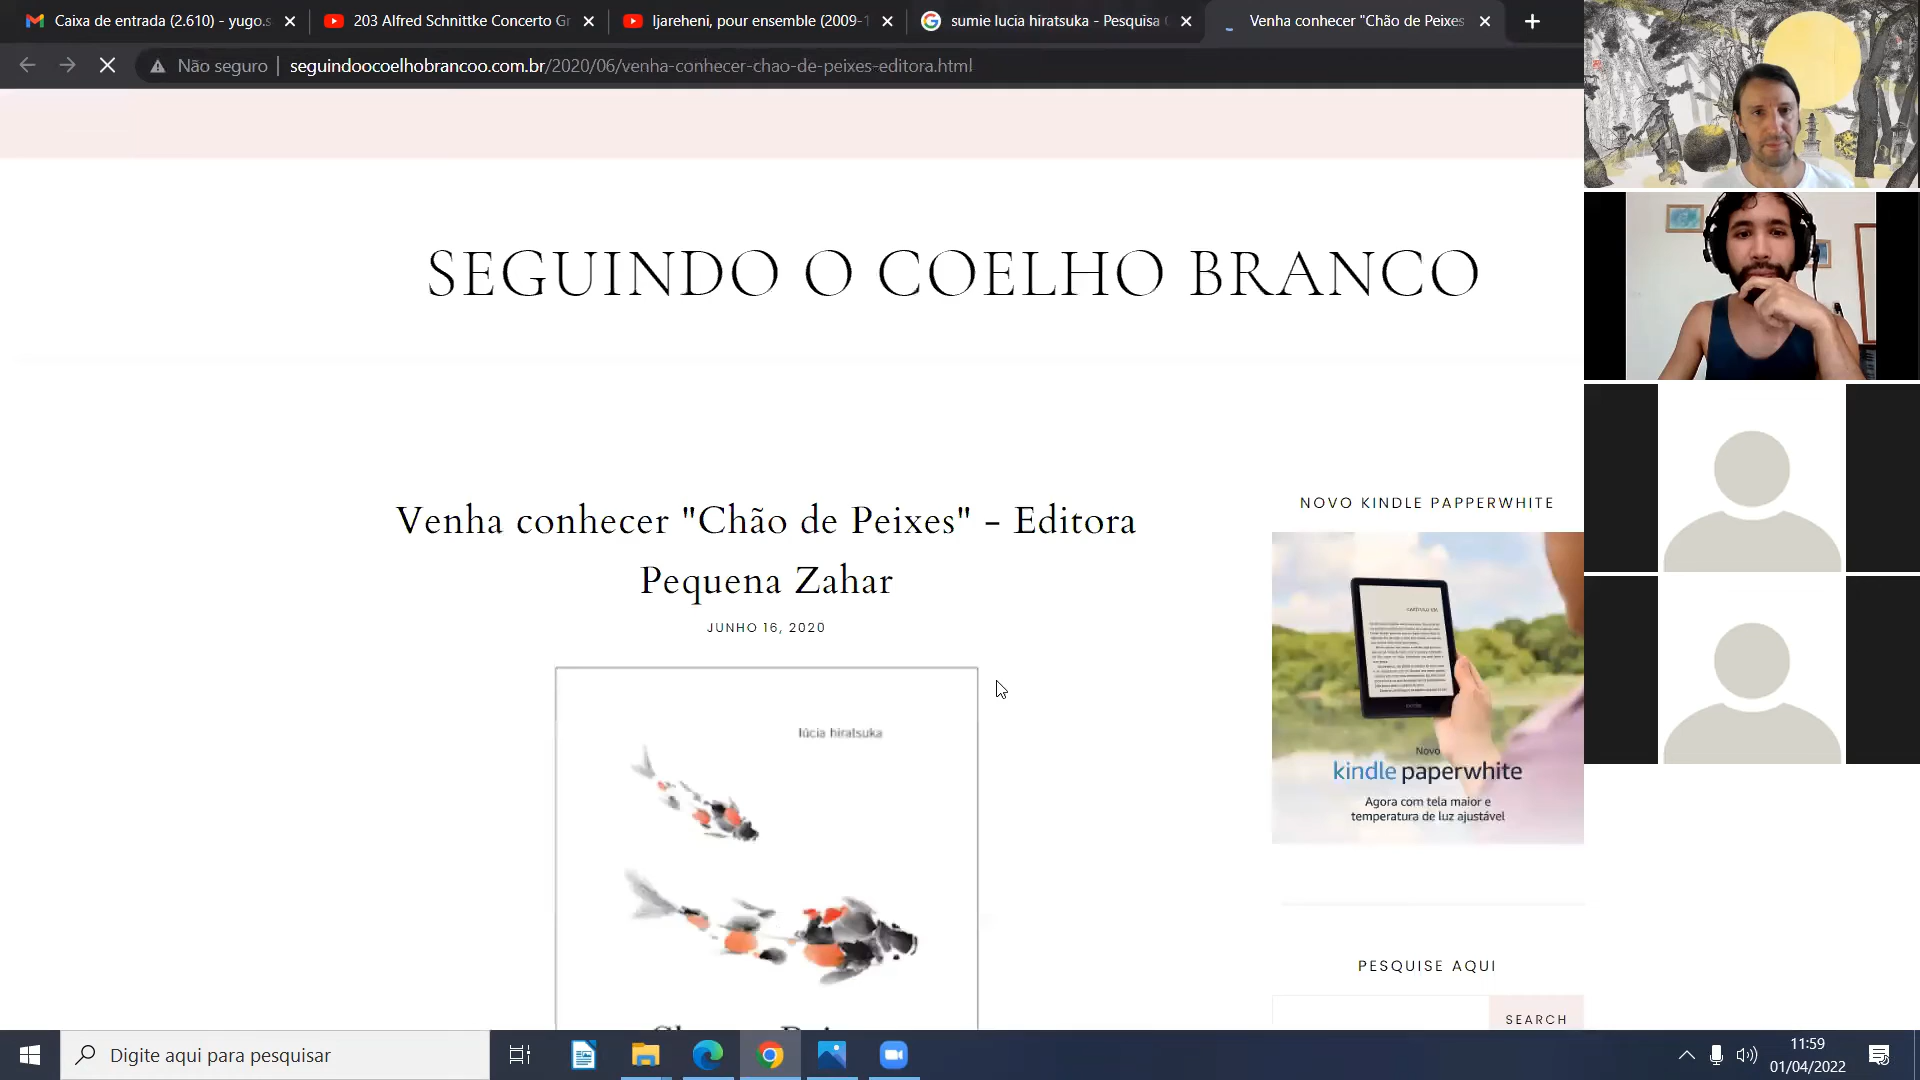 Caixa de entrada (2.610) - yugo.s
203 Alfred Schnittke Concerto Gr
Ijareheni, pour ensemble (2009-1
sumie lucia hiratsuka - Pesquisa
Venha conhecer "Chão de Peixes
Não seguro
seguindoocoelhobrancoo.com.br/2020/06/venha-conhecer-chao-de-peixes-editora.html
SEGUINDO O COELHO BRANCO
Venha conhecer "Chão de Peixes" - Editora
Pequena Zahar
JUNHO 16, 2020
lúcia hiratsuka
NOVO KINDLE PAPPERWHITE
Novo
kindle paperwhite
Agora com tela maior e
temperatura de luz ajustável
PESQUISE AQUI
SEARCH
Digite aqui para pesquisar
11:59
01/04/2022